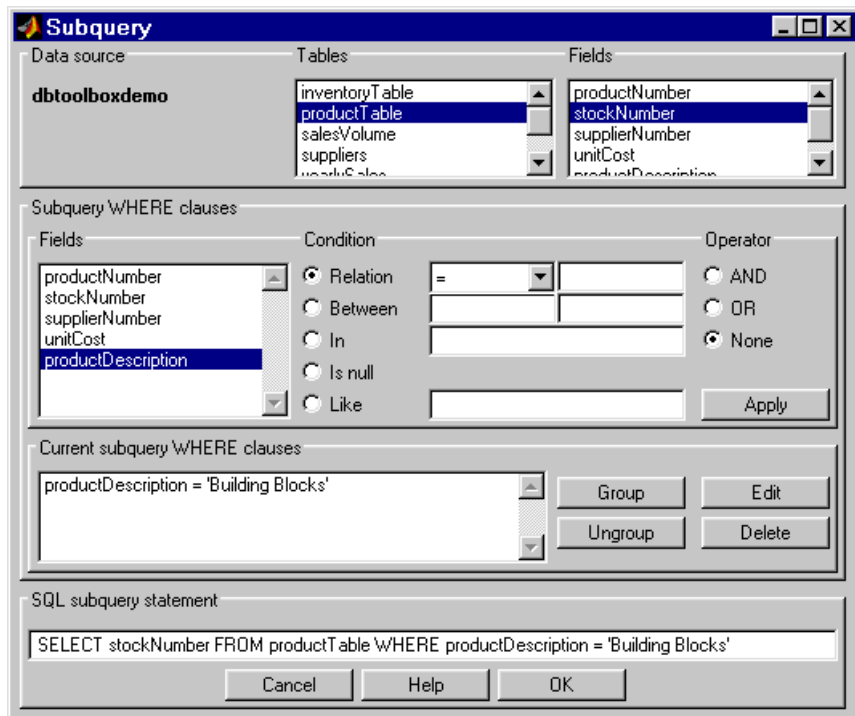 Subquery
Data source
Tables
Fields
dbtoolboxdemo
inventoryTable
productTable
salesVolume
suppliers
yearlySales
productNumber
stockNumber
supplierNumber
unitCost
productDescription
Subquery WHERE clauses
Fields
Condition
Operator
productNumber
stockNumber
supplierNumber
unitCost
productDescription
Relation
=
Between
In
Is null
Like
AND
OR
None
Apply
Current subquery WHERE clauses
productDescription = 'Building Blocks'
Group
Edit
Ungroup
Delete
SQL subquery statement
SELECT stockNumber FROM productTable WHERE productDescription = 'Building Blocks'
Cancel
Help
OK